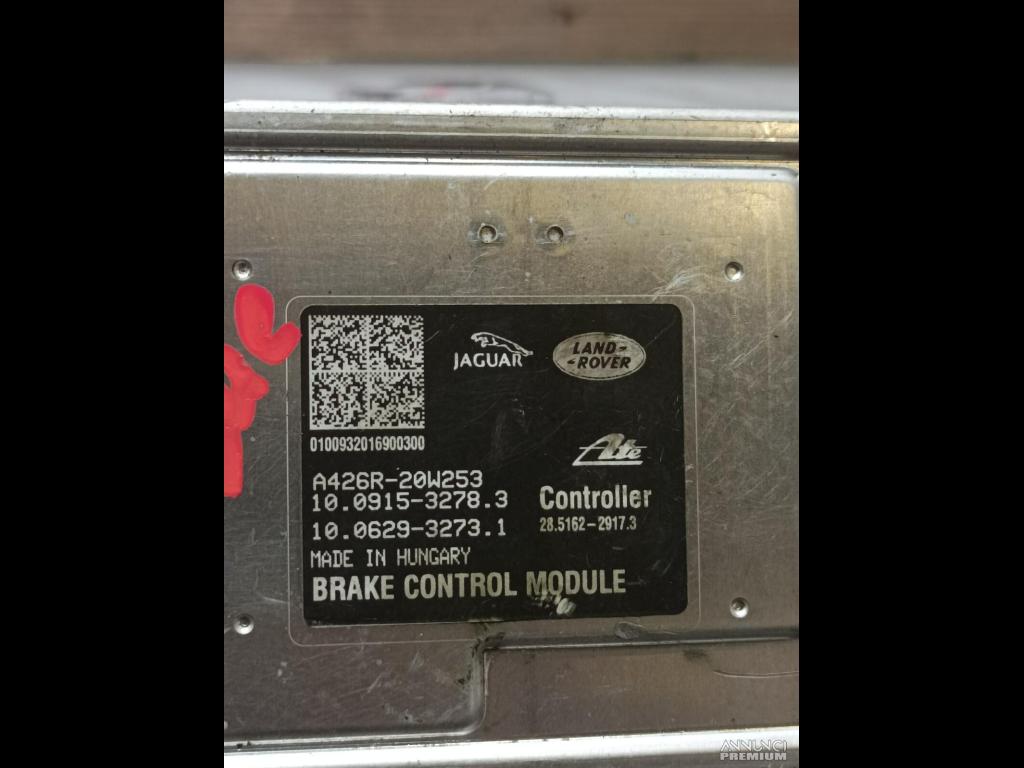 JAGUAR
LAND-
-ROVER
0100932016900300
Ate
A426R-20W253
10.0915-3278.3
Controller
10.0629-3273.1
28.5162-2917.3
MADE IN HUNGARY
BRAKE CONTROL MODULE
ANNUNCI
PREMIUM